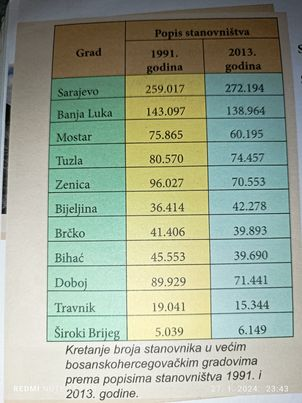 Popis stanovništva
Grad 1991. godina 2013. godina
Sarajevo 259.017 272.194
Banja Luka 143.097 138.964
Mostar 75.865 60.195
Tuzla 80.570 74.457
Zenica 96.027 70.553
Bijeljina 36.414 42.278
Brčko 41.406 39.893
Bihać 45.553 39.690
Doboj 89.929 71.441
Travnik 19.041 15.344
Široki Brijeg 5.039 6.149
Kretanje broja stanovnika u većim
bosanskohercegovačkim gradovima
prema popisima stanovništva 1991. i
2013. godine.
REDMI
27. 1. 2024. 23:43